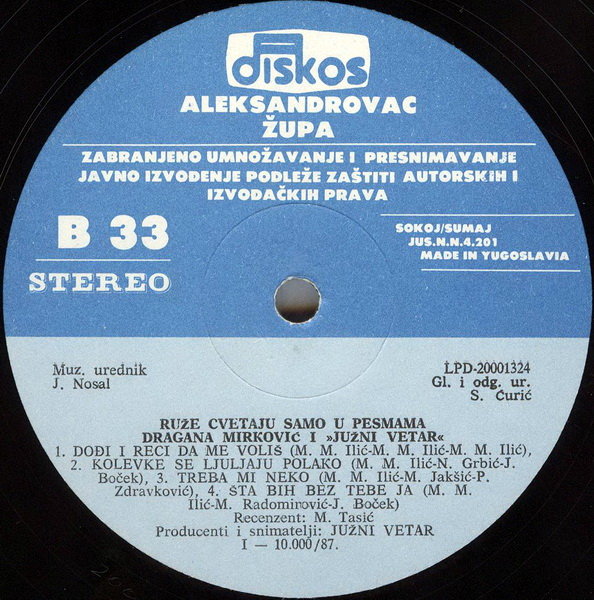 diskos
ALEKSANDROVAC
ŽUPA
ZABRANJENO UMNOŽAVANJE I PRESNIMAVANJE
JAVNO IZVOĐENJE PODLEŽE ZAŠTITI AUTORSKIH I
IZVOĐAČKIH PRAVA
B 33
STEREO
SOKOJ/SUMAJ
JUS.N.N.4.201
MADE IN YUGOSLAVIA
Muz. urednik
J. Nosal
LPD-20001324
Gl. i odg. ur.
S. Ćurić
RUŽE CVETAJU SAMO U PESMAMA
DRAGANA MIRKOVIĆ I »JUŽNI VETAR«
1. DOĐI I RECI DA ME VOLIŠ (M. M. Ilić-M. M. Ilić-M. M. Ilić),
2. KOLEVKE SE LJULJAJU POLAKO (M. M. Ilić-N. Grbić-J.
Boček), 3. TREBA MI NEKO (M. M. Ilić-M. Jakšić-P.
Zdravković), 4. ŠTA BIH BEZ TEBE JA (M. M.
Ilić-M. Radomirović-J. Boček)
Recenzent: M. Tasić
Producenti i snimatelji: JUŽNI VETAR
I — 10.000/87.